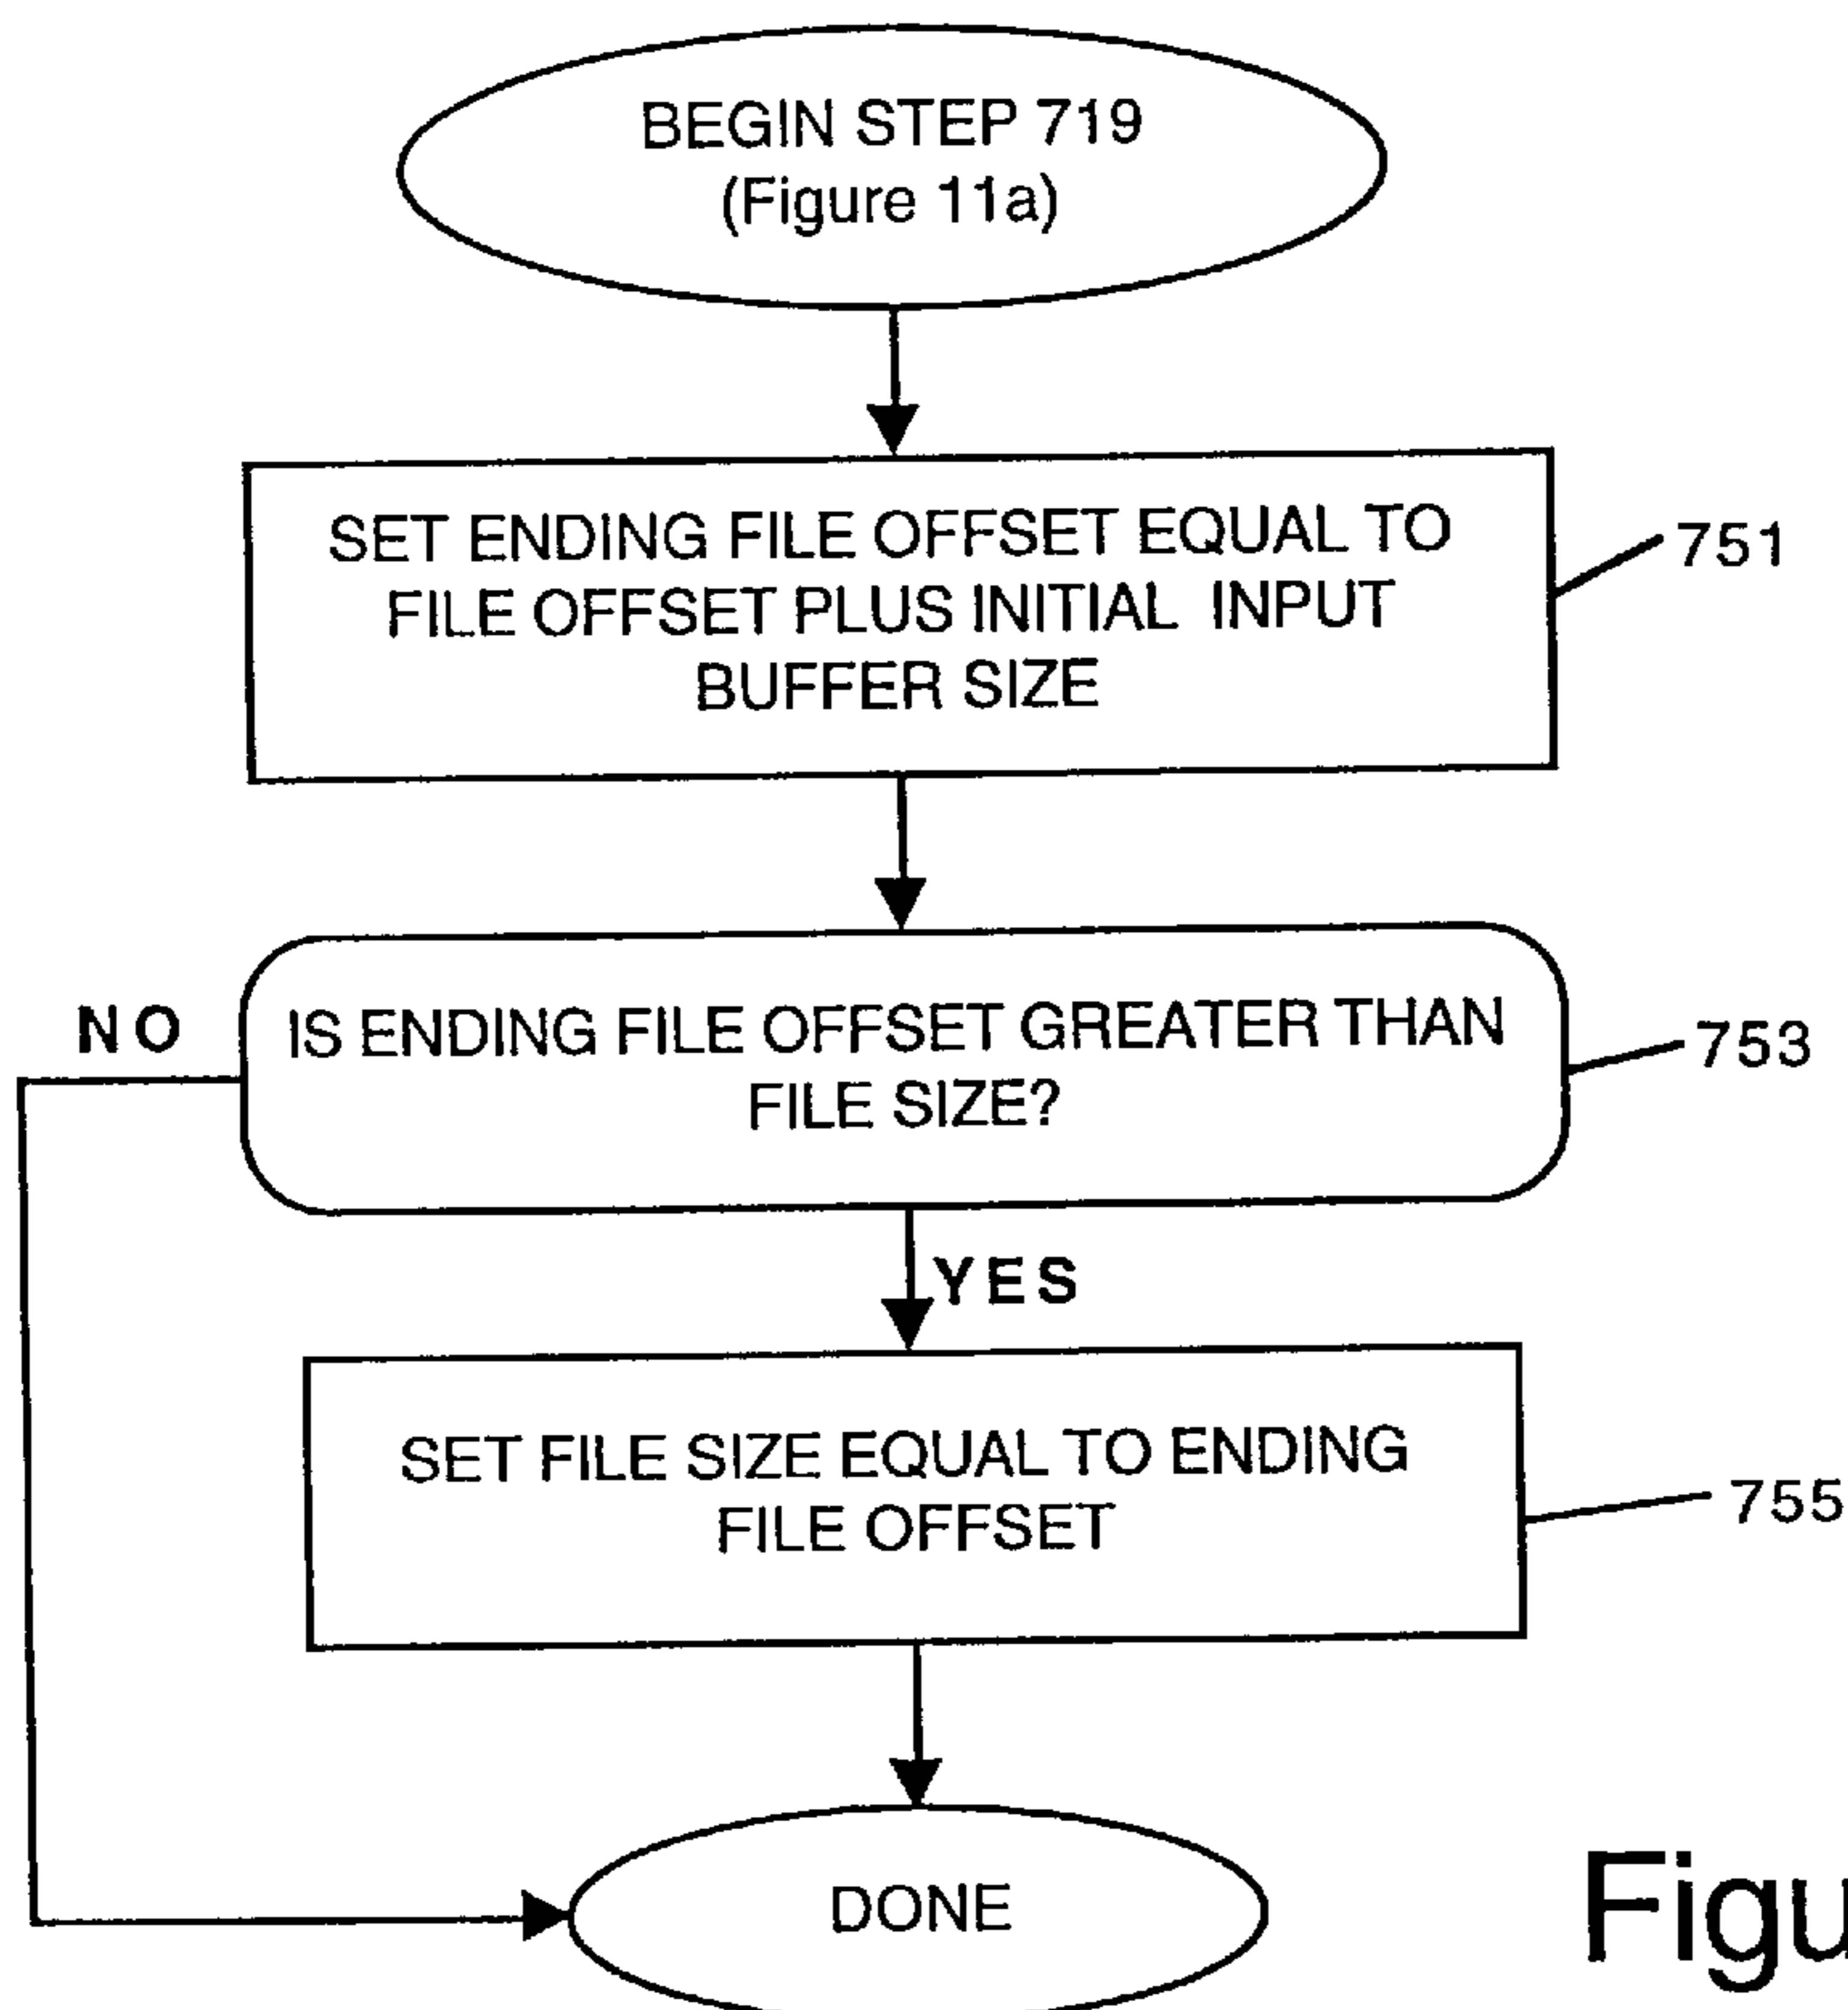 BEGIN STEP 719
(Figure 11a)
SET ENDING FILE OFFSET EQUAL TO
FILE OFFSET PLUS INITIAL INPUT
BUFFER SIZE
751
NO
IS ENDING FILE OFFSET GREATER THAN
FILE SIZE?
753
YES
SET FILE SIZE EQUAL TO ENDING
FILE OFFSET
755
DONE